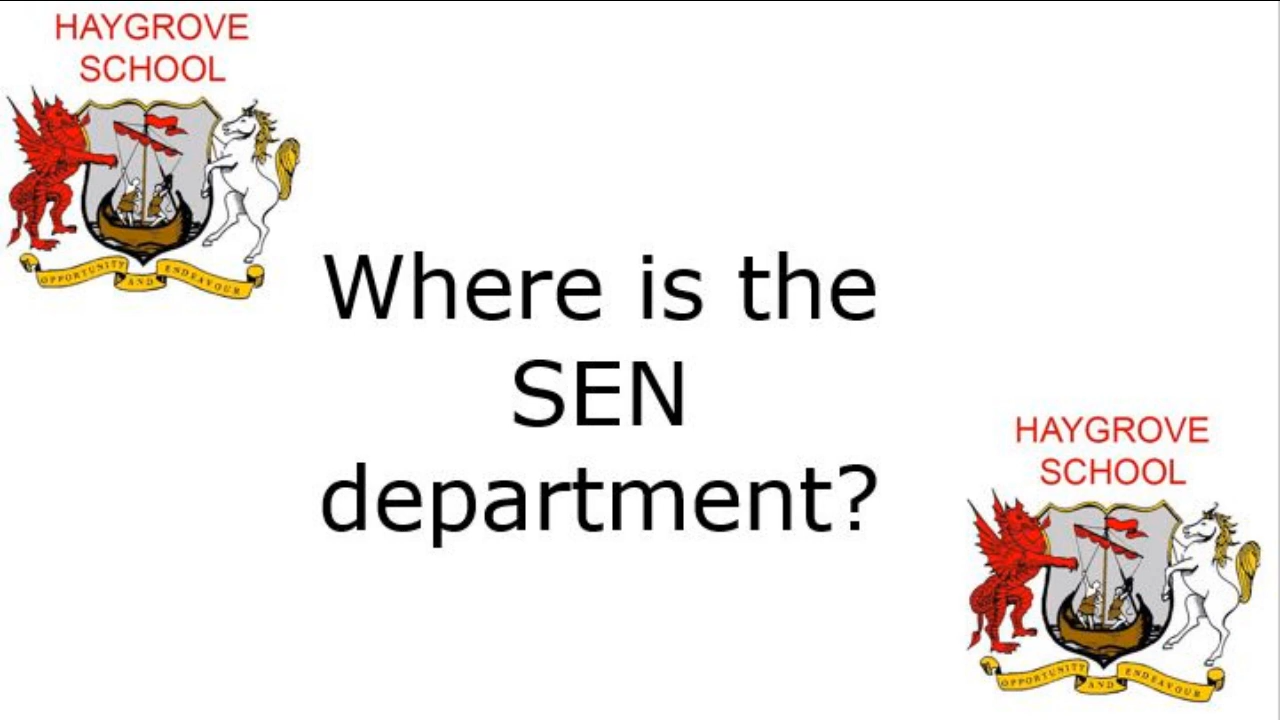 HAYGROVE
SCHOOL
OPPORTUNITY AND ENDEAVOUR
Where is the
SEN
department?
HAYGROVE
SCHOOL
OPPORTUNITY AND ENDEAVOUR